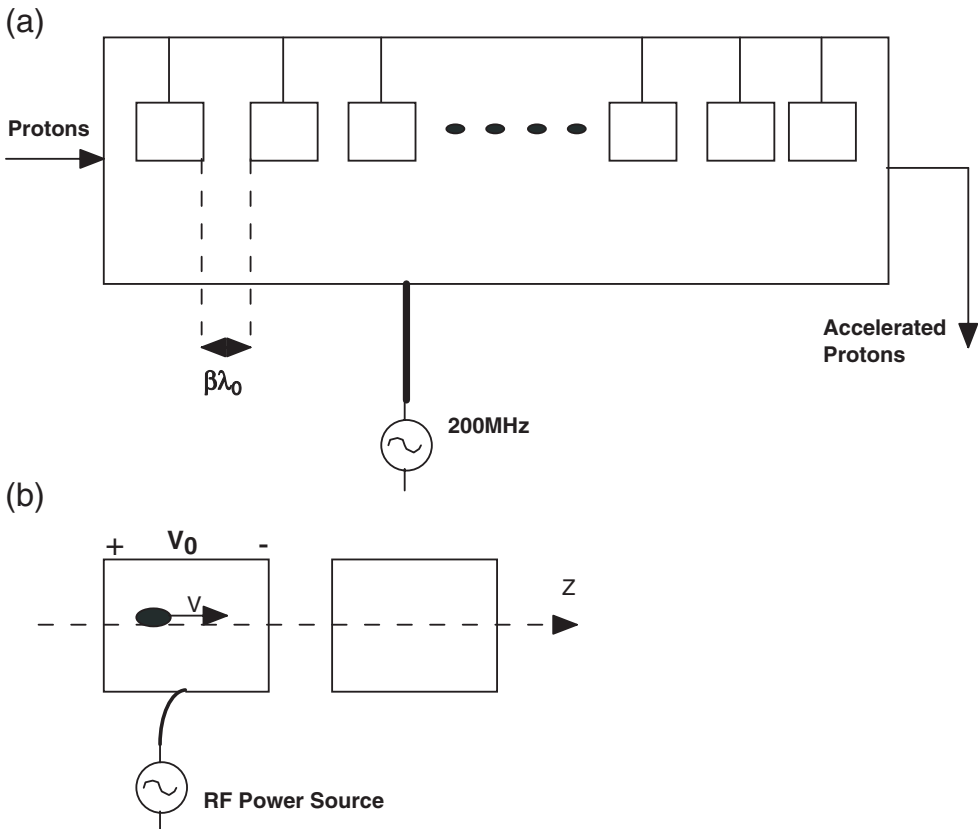 (a)
Protons
βλ₀
200MHz
Accelerated
Protons
(b)
+ V₀ -
V
Z
RF Power Source